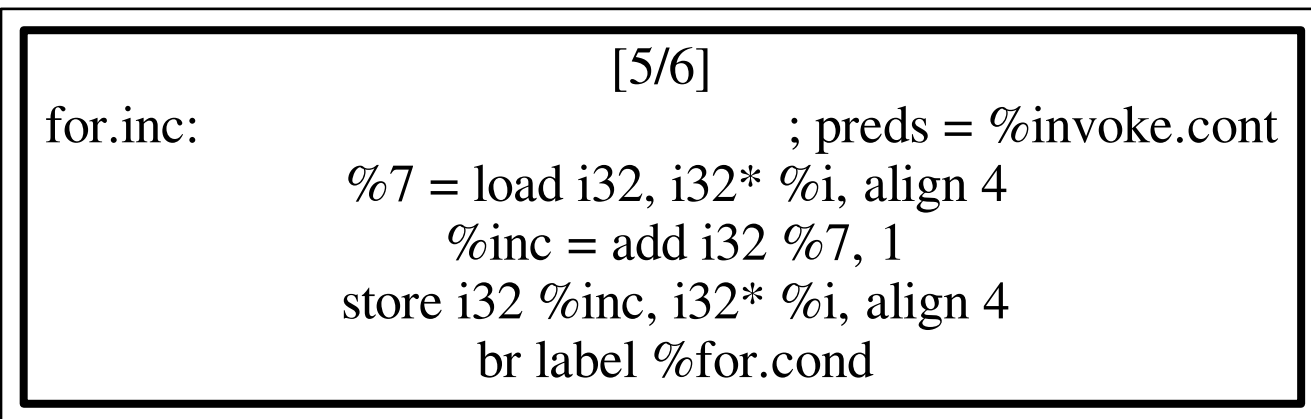 [5/6]
for.inc: ; preds = %invoke.cont
%7 = load i32, i32* %i, align 4
%inc = add i32 %7, 1
store i32 %inc, i32* %i, align 4
br label %for.cond